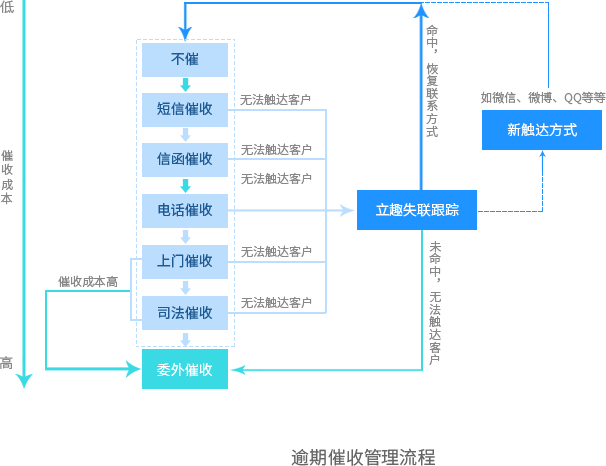 低
催收成本
高
不催
短信催收
信函催收
电话催收
上门催收
司法催收
委外催收
无法触达客户
无法触达客户
无法触达客户
无法触达客户
无法触达客户
催收成本高
命中，恢复联系方式
如微信、微博、QQ等等
新触达方式
立趣失联跟踪
未命中，无法触达客户
逾期催收管理流程